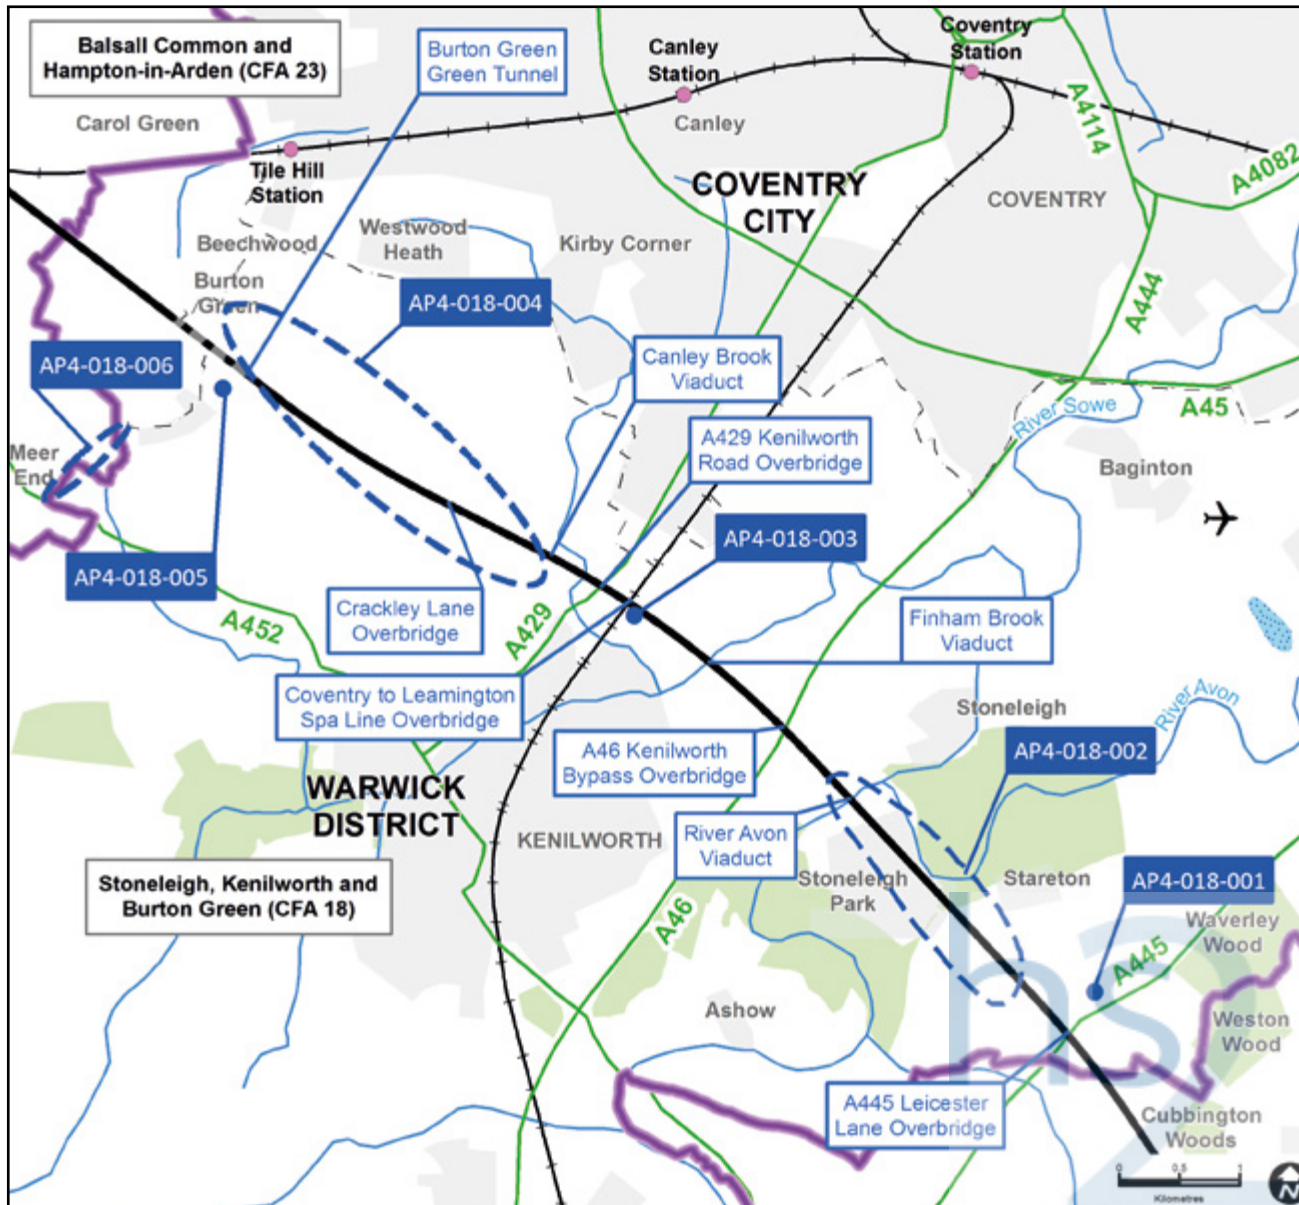 Balsall Common and
Hampton-in-Arden (CFA 23)
Burton Green
Green Tunnel
Canley
Station
Coventry
Station
Carol Green
Canley
A4114
A4082
Tile Hill
Station
COVENTRY
CITY
COVENTRY
Westwood
Heath
Beechwood
Kirby Corner
Burton
Green
AP4-018-004
A444
AP4-018-006
Canley Brook
Viaduct
River Sowe
A45
Meer
End
A429 Kenilworth
Road Overbridge
Baginton
AP4-018-003
AP4-018-005
Crackley Lane
Overbridge
A452
A429
Finham Brook
Viaduct
Coventry to Leamington
Spa Line Overbridge
Stoneleigh
River Avon
A46 Kenilworth
Bypass Overbridge
AP4-018-002
WARWICK
DISTRICT
KENILWORTH
River Avon
Viaduct
Stoneleigh
Park
Stareton
AP4-018-001
Stoneleigh, Kenilworth and
Burton Green (CFA 18)
A46
Waverley
Wood
A445
Ashow
Weston
Wood
hs2
A445 Leicester
Lane Overbridge
Cubbington
Woods
0 0.5 1
Kilometres
N